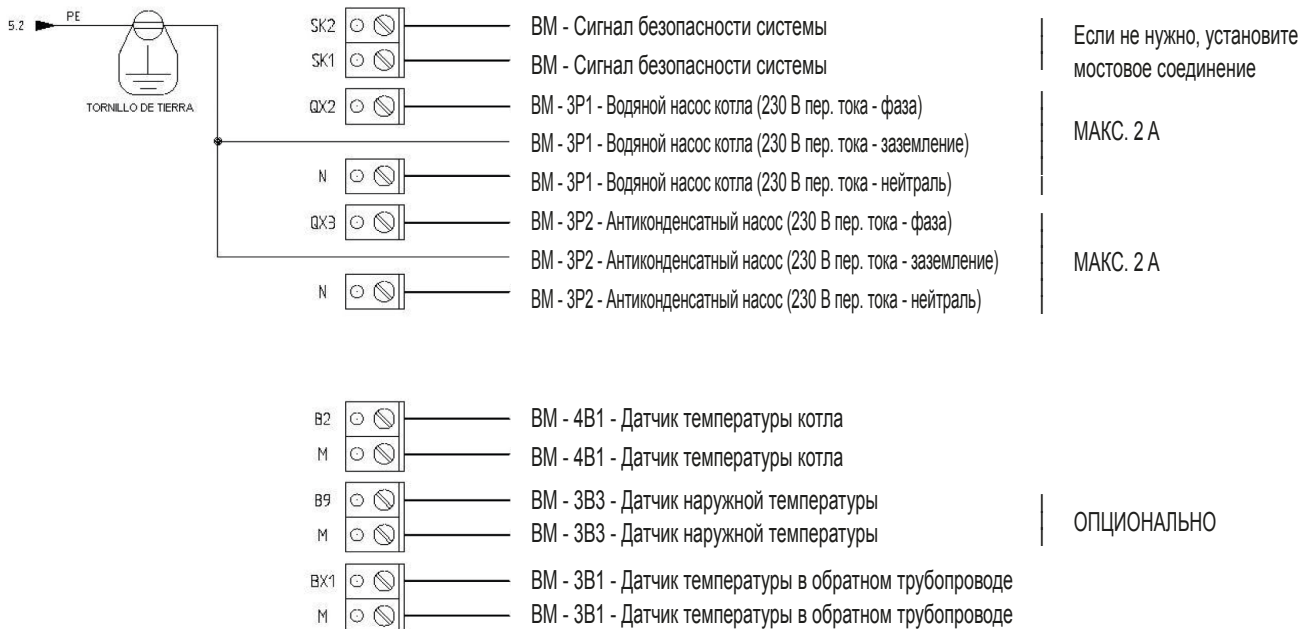 5.2 PE
TORNILLO DE TIERRA
SK2 ВМ - Сигнал безопасности системы
SK1 ВМ - Сигнал безопасности системы
Если не нужно, установите
мостовое соединение
QX2 ВМ - 3P1 - Водяной насос котла (230 В пер. тока - фаза)
ВМ - 3P1 - Водяной насос котла (230 В пер. тока - заземление)
N ВМ - 3P1 - Водяной насос котла (230 В пер. тока - нейтраль)
МАКС. 2 А
QX3 ВМ - 3P2 - Антиконденсатный насос (230 В пер. тока - фаза)
ВМ - 3P2 - Антиконденсатный насос (230 В пер. тока - заземление)
N ВМ - 3P2 - Антиконденсатный насос (230 В пер. тока - нейтраль)
МАКС. 2 А
B2 ВМ - 4B1 - Датчик температуры котла
M ВМ - 4B1 - Датчик температуры котла
B9 ВМ - 3B3 - Датчик наружной температуры
M ВМ - 3B3 - Датчик наружной температуры
ОПЦИОНАЛЬНО
BX1 ВМ - 3B1 - Датчик температуры в обратном трубопроводе
M ВМ - 3B1 - Датчик температуры в обратном трубопроводе